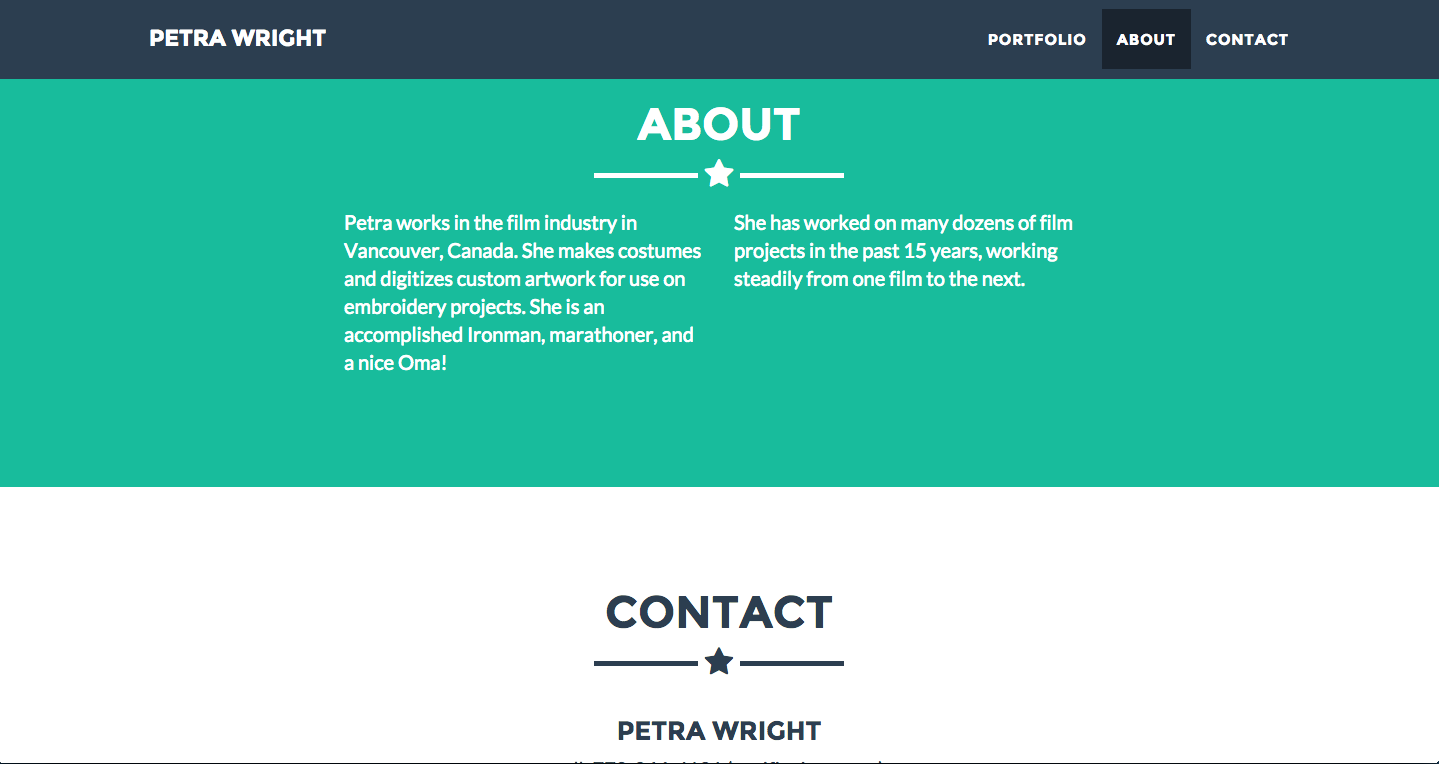 PETRA WRIGHT
PORTFOLIO ABOUT CONTACT
ABOUT
Petra works in the film industry in
Vancouver, Canada. She makes costumes
and digitizes custom artwork for use on
embroidery projects. She is an
accomplished Ironman, marathoner, and
a nice Oma!
She has worked on many dozens of film
projects in the past 15 years, working
steadily from one film to the next.
CONTACT
PETRA WRIGHT